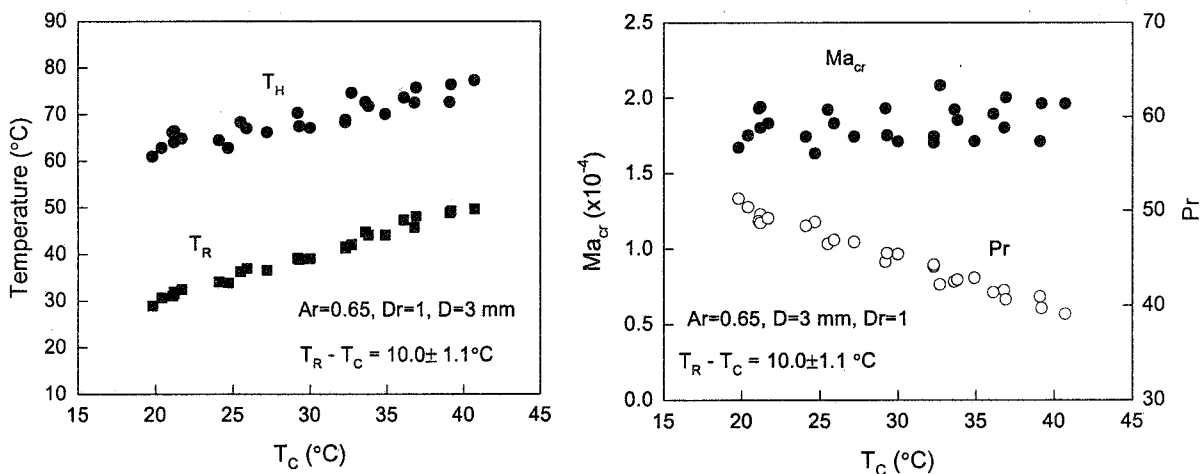 90
80
70
60
50
40
30
20
10
Temperature (°C)
T_H
T_R
Ar=0.65, Dr=1, D=3 mm
T_R - T_C = 10.0± 1.1°C
15 20 25 30 35 40 45
T_C (°C)
2.5
2.0
1.5
1.0
0.5
0.0
Ma_cr (x10^-4)
Ma_cr
Pr
Ar=0.65, D=3 mm, Dr=1
T_R - T_C = 10.0±1.1 °C
15 20 25 30 35 40 45
T_C (°C)
70
60
50
40
30
Pr